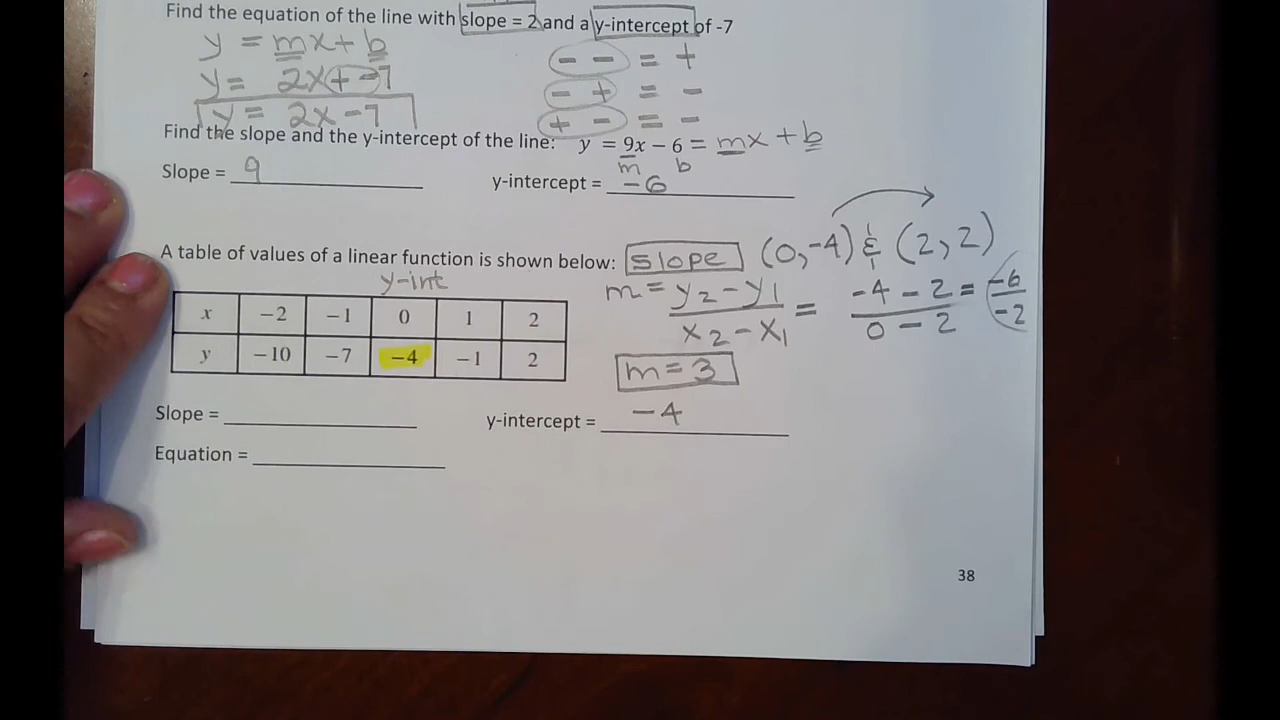 Find the equation of the line with slope = 2 and a y-intercept of -7
y = mx + b
y = 2x + -7
y = 2x - 7
- - = +
- + = -
+ - = -
Find the slope and the y-intercept of the line: y = 9x − 6 = mx + b
m b
Slope = 9 y-intercept = -6
A table of values of a linear function is shown below: slope (0, -4) & (2, 2)
y-int
x −2 −1 0 1 2
y −10 −7 −4 −1 2
m = y2 - y1 / x2 - x1 = -4 - 2 / 0 - 2 = -6 / -2
m = 3
Slope = ____ y-intercept = -4
Equation = ____
38